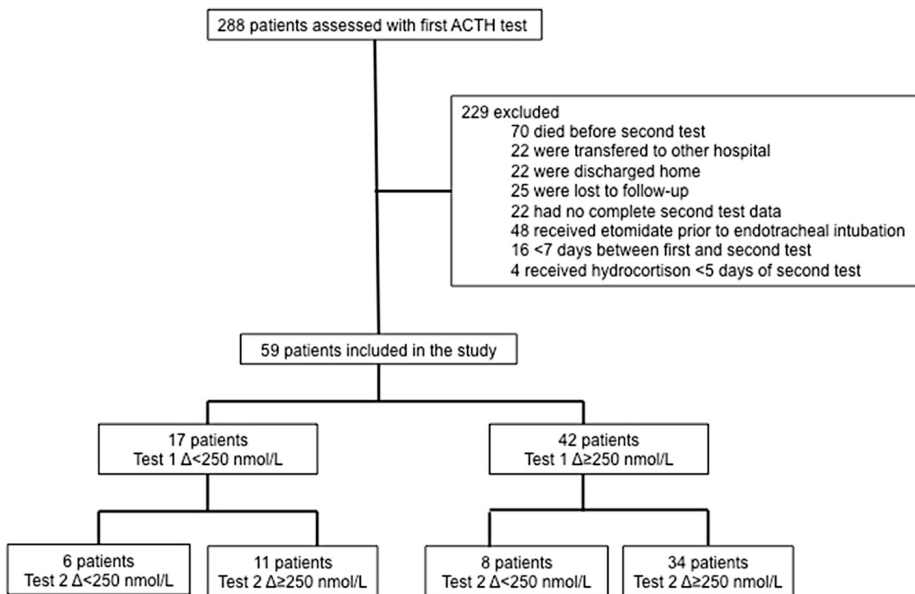 288 patients assessed with first ACTH test
229 excluded
70 died before second test
22 were transfered to other hospital
22 were discharged home
25 were lost to follow-up
22 had no complete second test data
48 received etomidate prior to endotracheal intubation
16 <7 days between first and second test
4 received hydrocortison <5 days of second test
59 patients included in the study
17 patients
Test 1 Δ<250 nmol/L
42 patients
Test 1 Δ≥250 nmol/L
6 patients
Test 2 Δ<250 nmol/L
11 patients
Test 2 Δ≥250 nmol/L
8 patients
Test 2 Δ<250 nmol/L
34 patients
Test 2 Δ≥250 nmol/L